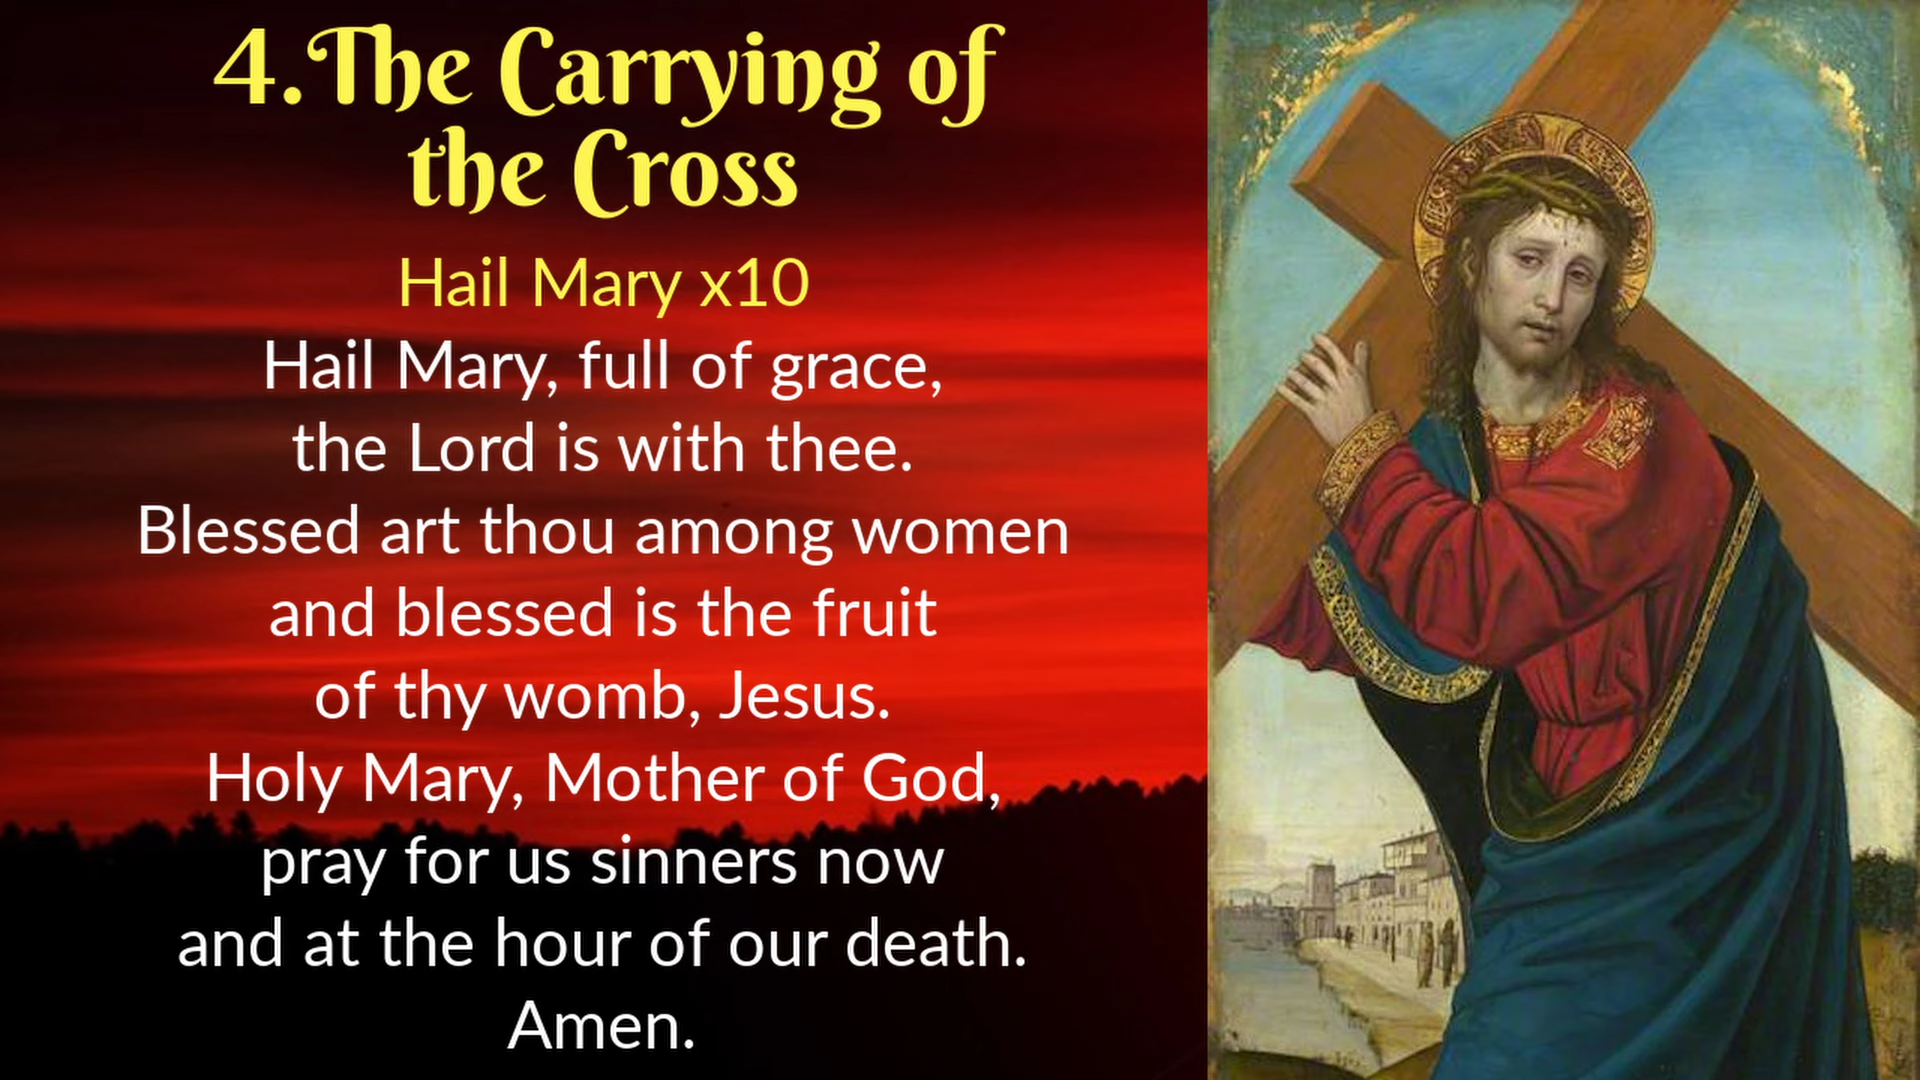 4.The Carrying of
the Cross
Hail Mary x10
Hail Mary, full of grace,
the Lord is with thee.
Blessed art thou among women
and blessed is the fruit
of thy womb, Jesus.
Holy Mary, Mother of God,
pray for us sinners now
and at the hour of our death.
Amen.